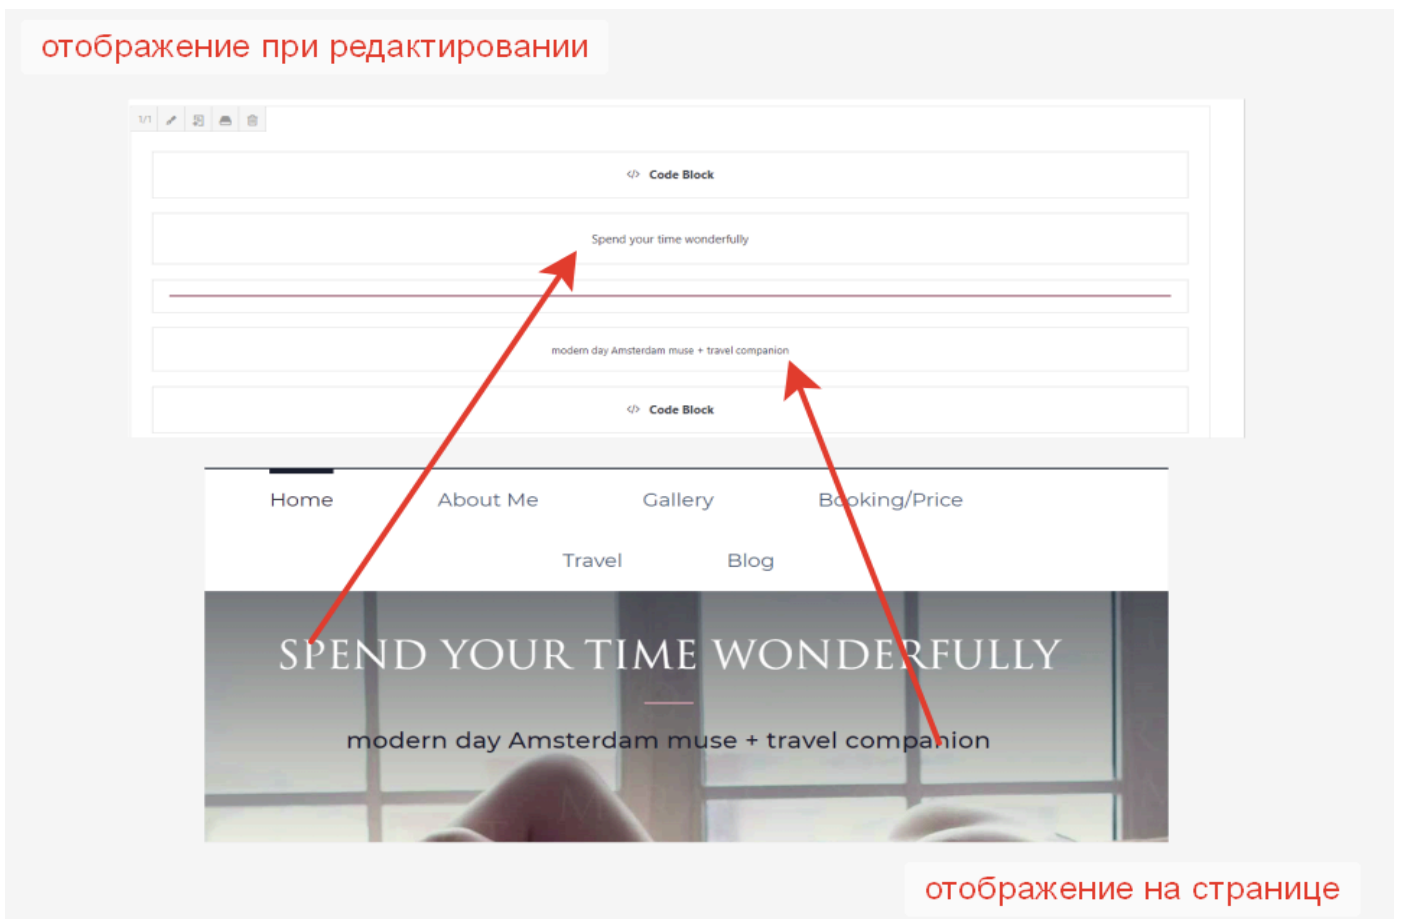 отображение при редактировании
1/1
</> Code Block
Spend your time wonderfully
modern day Amsterdam muse + travel companion
</> Code Block
Home About Me Gallery Booking/Price
Travel Blog
SPEND YOUR TIME WONDERFULLY
modern day Amsterdam muse + travel companion
отображение на странице